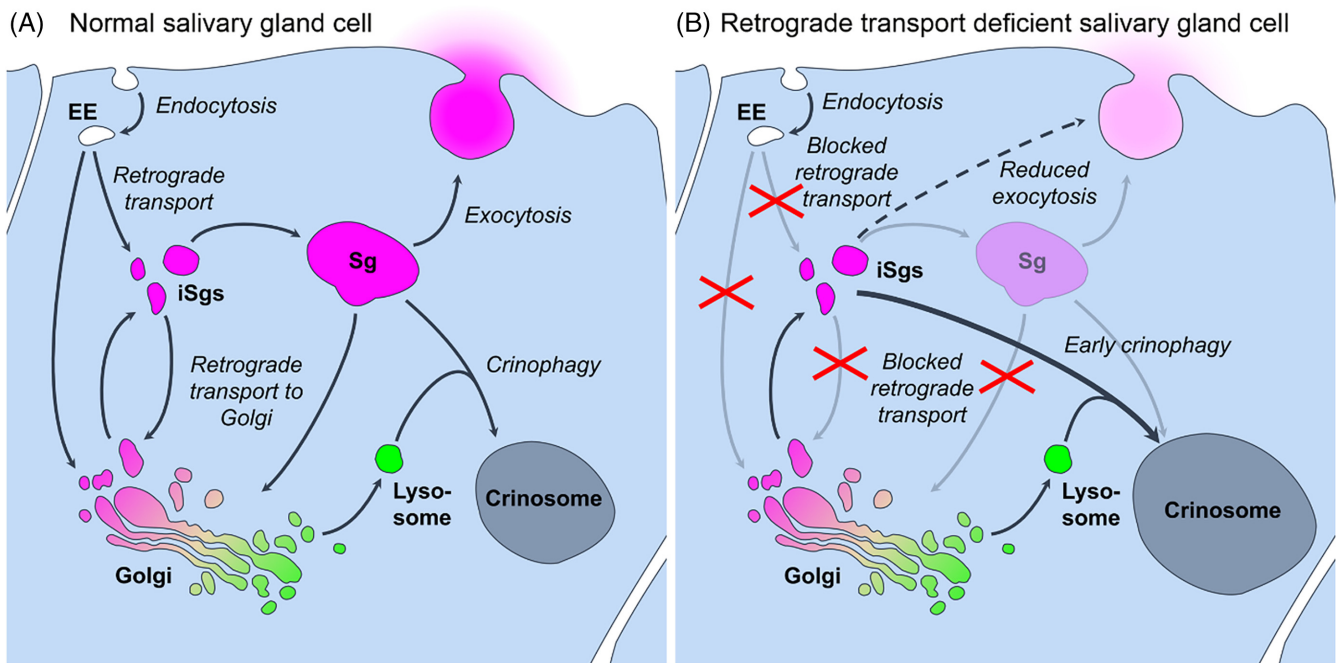 (A) Normal salivary gland cell
EE
Endocytosis
Retrograde
transport
iSgs
Sg
Exocytosis
Retrograde
transport to
Golgi
Crinophagy
Lyso-
some
Crinosome
Golgi
(B) Retrograde transport deficient salivary gland cell
EE
Endocytosis
Blocked
retrograde
transport
Reduced
exocytosis
iSgs
Sg
Blocked
retrograde
transport
Early crinophagy
Lyso-
some
Crinosome
Golgi